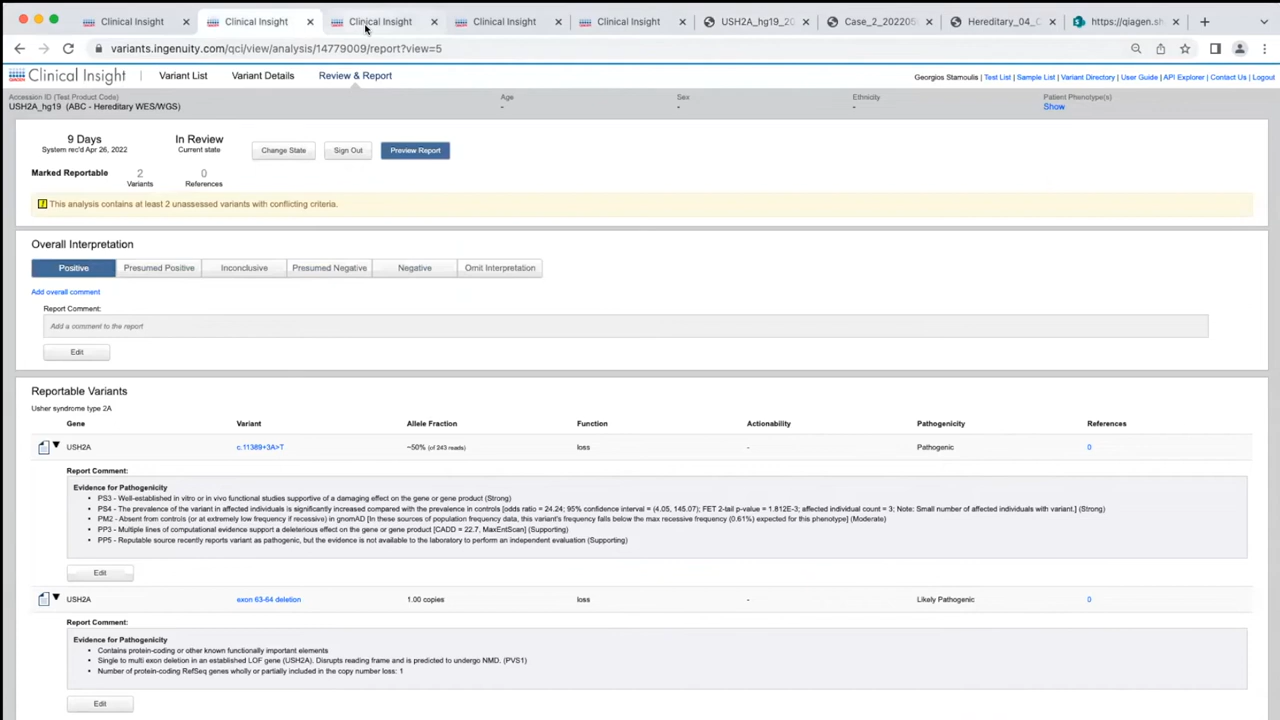 Clinical Insight
Clinical Insight
Clinical Insight
Clinical Insight
Clinical Insight
USH2A_hg19_20
Case_2_202205
Hereditary_04_C
https://qiagen.sh
variants.ingenuity.com/qci/view/analysis/14779009/report?view=5
QIAGEN Clinical Insight
Variant List
Variant Details
Review & Report
Georgios Stamoulis | Test List | Sample List | Variant Directory | User Guide | API Explorer | Contact Us | Logout
Accession ID (Test Product Code)
Age
Sex
Ethnicity
Patient Phenotype(s)
USH2A_hg19 (ABC - Hereditary WES/WGS)
-
-
-
Show
9 Days
In Review
System rec'd Apr 26, 2022
Current state
Change State
Sign Out
Preview Report
Marked Reportable
2
0
Variants
References
This analysis contains at least 2 unassessed variants with conflicting criteria.
Overall Interpretation
Positive
Presumed Positive
Inconclusive
Presumed Negative
Negative
Omit Interpretation
Add overall comment
Report Comment:
Add a comment to the report
Edit
Reportable Variants
Usher syndrome type 2A
Gene
Variant
Allele Fraction
Function
Actionability
Pathogenicity
References
USH2A
c.11389+3A>T
~50% (of 243 reads)
loss
-
Pathogenic
0
Report Comment:
Evidence for Pathogenicity
• PS3 - Well-established in vitro or in vivo functional studies supportive of a damaging effect on the gene or gene product (Strong)
• PS4 - The prevalence of the variant in affected individuals is significantly increased compared with the prevalence in controls [odds ratio = 24.24; 95% confidence interval = (4.05, 145.07); FET 2-tail p-value = 1.812E-3; affected individual count = 3; Note: Small number of affected individuals with variant.] (Strong)
• PM2 - Absent from controls (or at extremely low frequency if recessive) in gnomAD [In these sources of population frequency data, this variant's frequency falls below the max recessive frequency (0.61%) expected for this phenotype] (Moderate)
• PP3 - Multiple lines of computational evidence support a deleterious effect on the gene or gene product [CADD = 22.7, MaxEntScan] (Supporting)
• PP5 - Reputable source recently reports variant as pathogenic, but the evidence is not available to the laboratory to perform an independent evaluation (Supporting)
Edit
USH2A
exon 63-64 deletion
1.00 copies
loss
-
Likely Pathogenic
0
Report Comment:
Evidence for Pathogenicity
• Contains protein-coding or other known functionally important elements
• Single to multi exon deletion in an established LOF gene (USH2A). Disrupts reading frame and is predicted to undergo NMD. (PVS1)
• Number of protein-coding RefSeq genes wholly or partially included in the copy number loss: 1
Edit